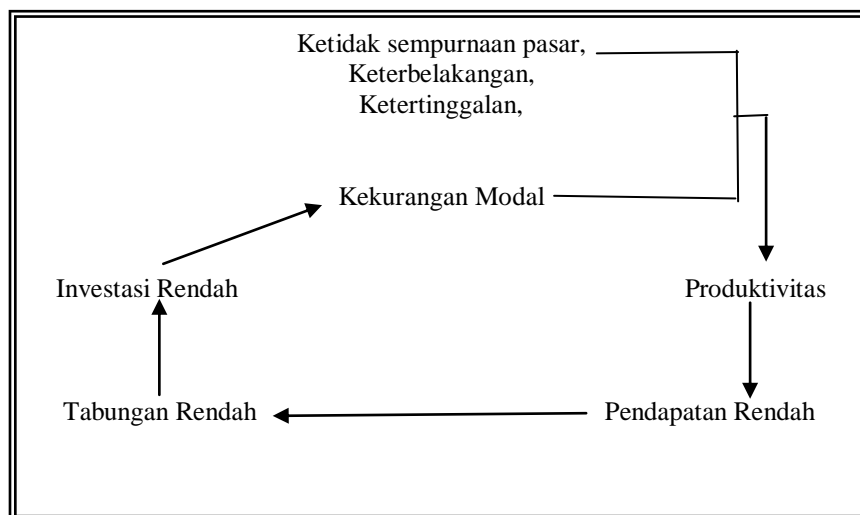 Ketidak sempurnaan pasar,
Keterbelakangan,
Ketertinggalan,
Kekurangan Modal
Investasi Rendah
Produktivitas
Tabungan Rendah
Pendapatan Rendah